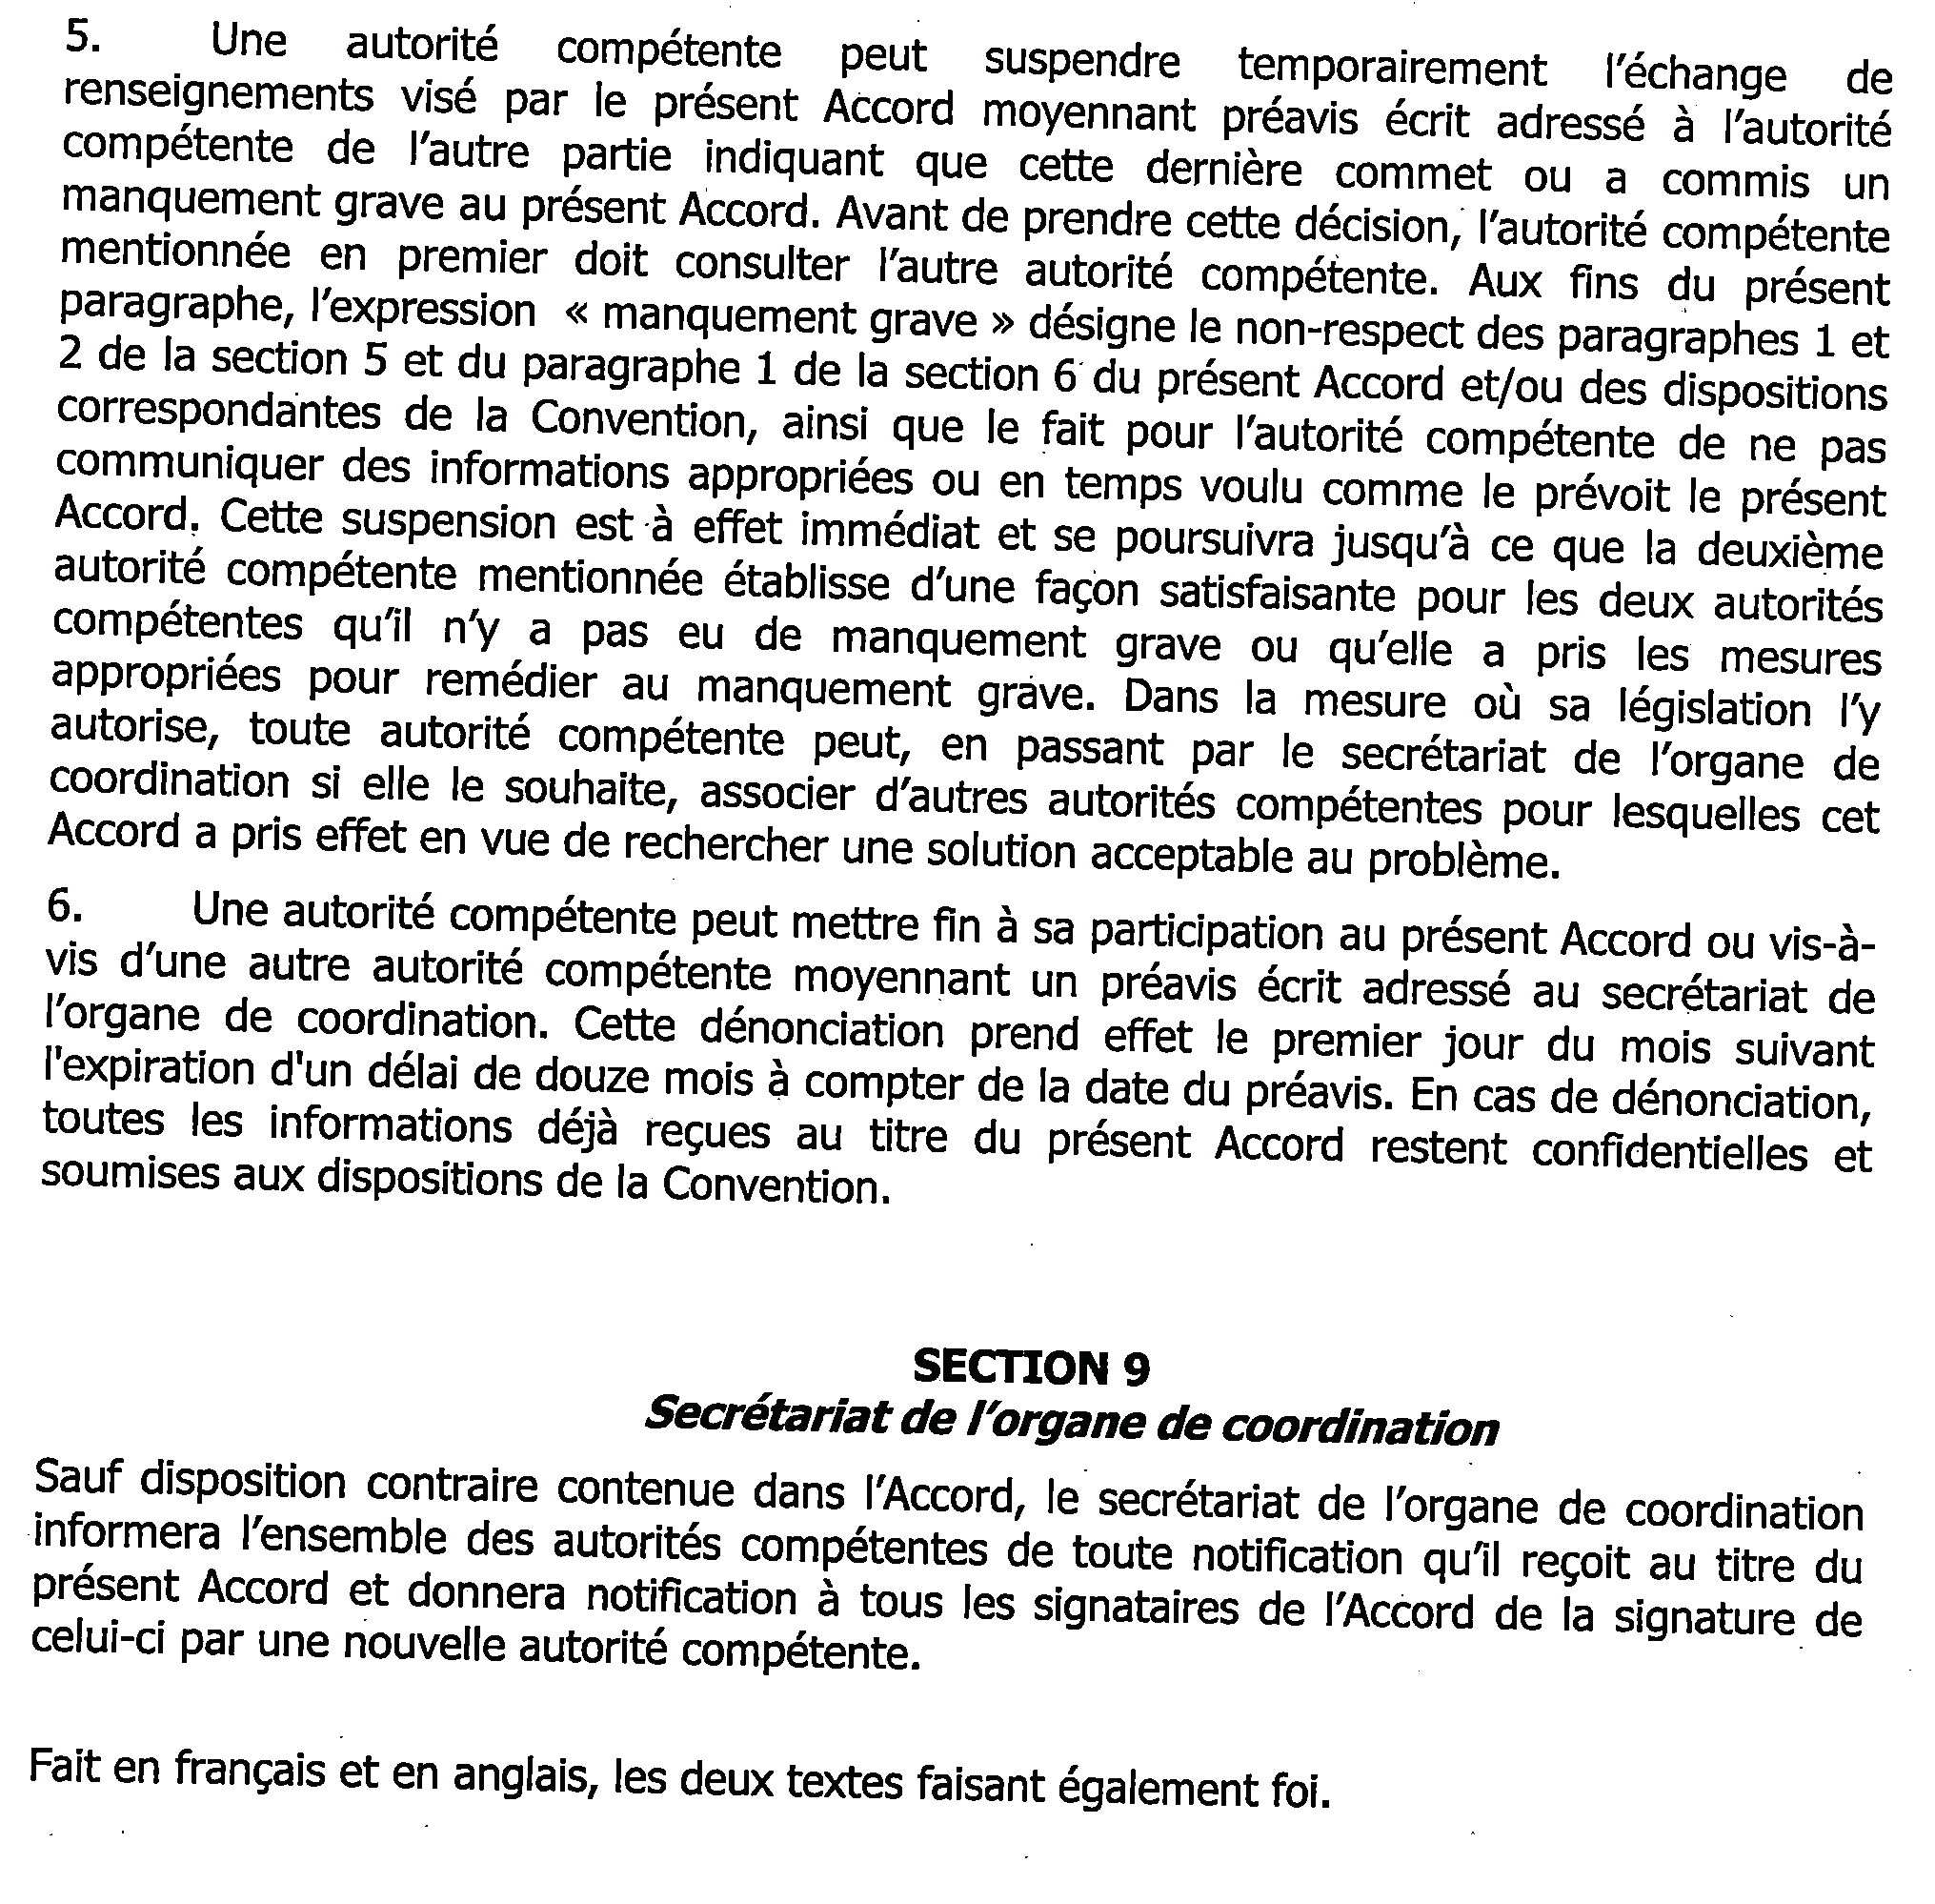 5. Une autorité compétente peut suspendre temporairement l’échange de
renseignements visé par le présent Accord moyennant préavis écrit adressé à l’autorité
compétente de l’autre partie indiquant que cette dernière commet ou a commis un
manquement grave au présent Accord. Avant de prendre cette décision, l’autorité compétente
mentionnée en premier doit consulter l’autre autorité compétente. Aux fins du présent
paragraphe, l’expression « manquement grave » désigne le non-respect des paragraphes 1 et
2 de la section 5 et du paragraphe 1 de la section 6 du présent Accord et/ou des dispositions
correspondantes de la Convention, ainsi que le fait pour l’autorité compétente de ne pas
communiquer des informations appropriées ou en temps voulu comme le prévoit le présent
Accord. Cette suspension est à effet immédiat et se poursuivra jusqu’à ce que la deuxième
autorité compétente mentionnée établisse d’une façon satisfaisante pour les deux autorités
compétentes qu’il n’y a pas eu de manquement grave ou qu’elle a pris les mesures
appropriées pour remédier au manquement grave. Dans la mesure où sa législation l’y
autorise, toute autorité compétente peut, en passant par le secrétariat de l’organe de
coordination si elle le souhaite, associer d’autres autorités compétentes pour lesquelles cet
Accord a pris effet en vue de rechercher une solution acceptable au problème.
6. Une autorité compétente peut mettre fin à sa participation au présent Accord ou vis-à-
vis d’une autre autorité compétente moyennant un préavis écrit adressé au secrétariat de
l’organe de coordination. Cette dénonciation prend effet le premier jour du mois suivant
l'expiration d'un délai de douze mois à compter de la date du préavis. En cas de dénonciation,
toutes les informations déjà reçues au titre du présent Accord restent confidentielles et
soumises aux dispositions de la Convention.
SECTION 9
Secrétariat de l’organe de coordination
Sauf disposition contraire contenue dans l’Accord, le secrétariat de l’organe de coordination
informera l’ensemble des autorités compétentes de toute notification qu’il reçoit au titre du
présent Accord et donnera notification à tous les signataires de l’Accord de la signature de
celui-ci par une nouvelle autorité compétente.
Fait en français et en anglais, les deux textes faisant également foi.